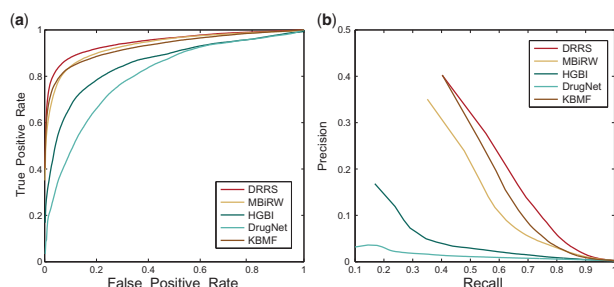 (a)
1
0.8
0.6
0.4
0.2
0
True Positive Rate
0 0.2 0.4 0.6 0.8 1
False Positive Rate
DRRS
MBiRW
HGBI
DrugNet
KBMF
(b)
0.5
0.4
0.3
0.2
0.1
0
Precision
0.1 0.2 0.3 0.4 0.5 0.6 0.7 0.8 0.9 1
Recall
DRRS
MBiRW
HGBI
DrugNet
KBMF